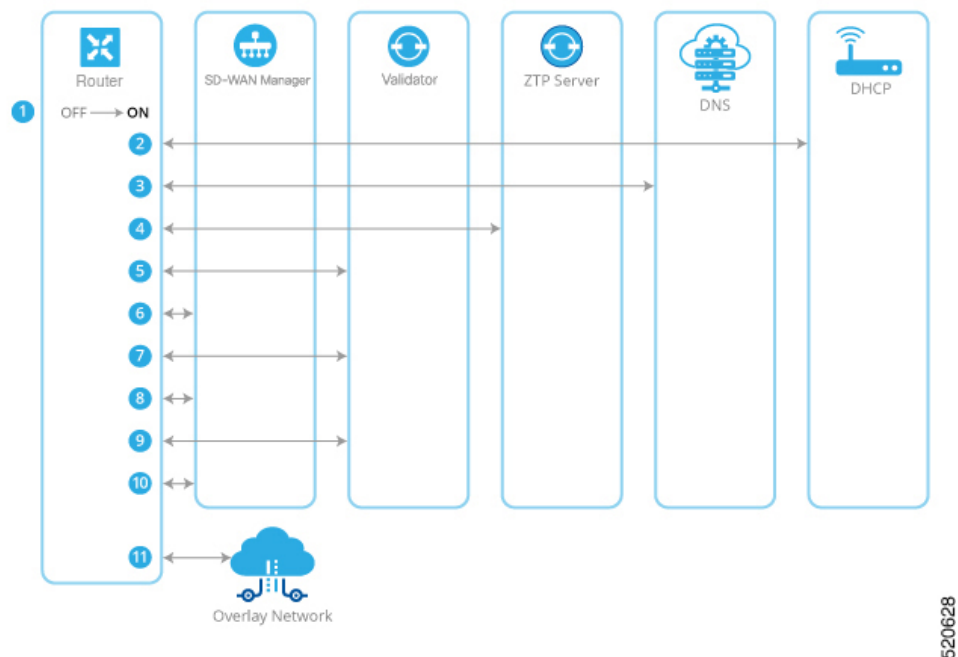 Router
SD-WAN Manager
Validator
ZTP Server
DNS
DHCP
1 OFF ON
2
3
4
5
6
7
8
9
10
11
Overlay Network
520628